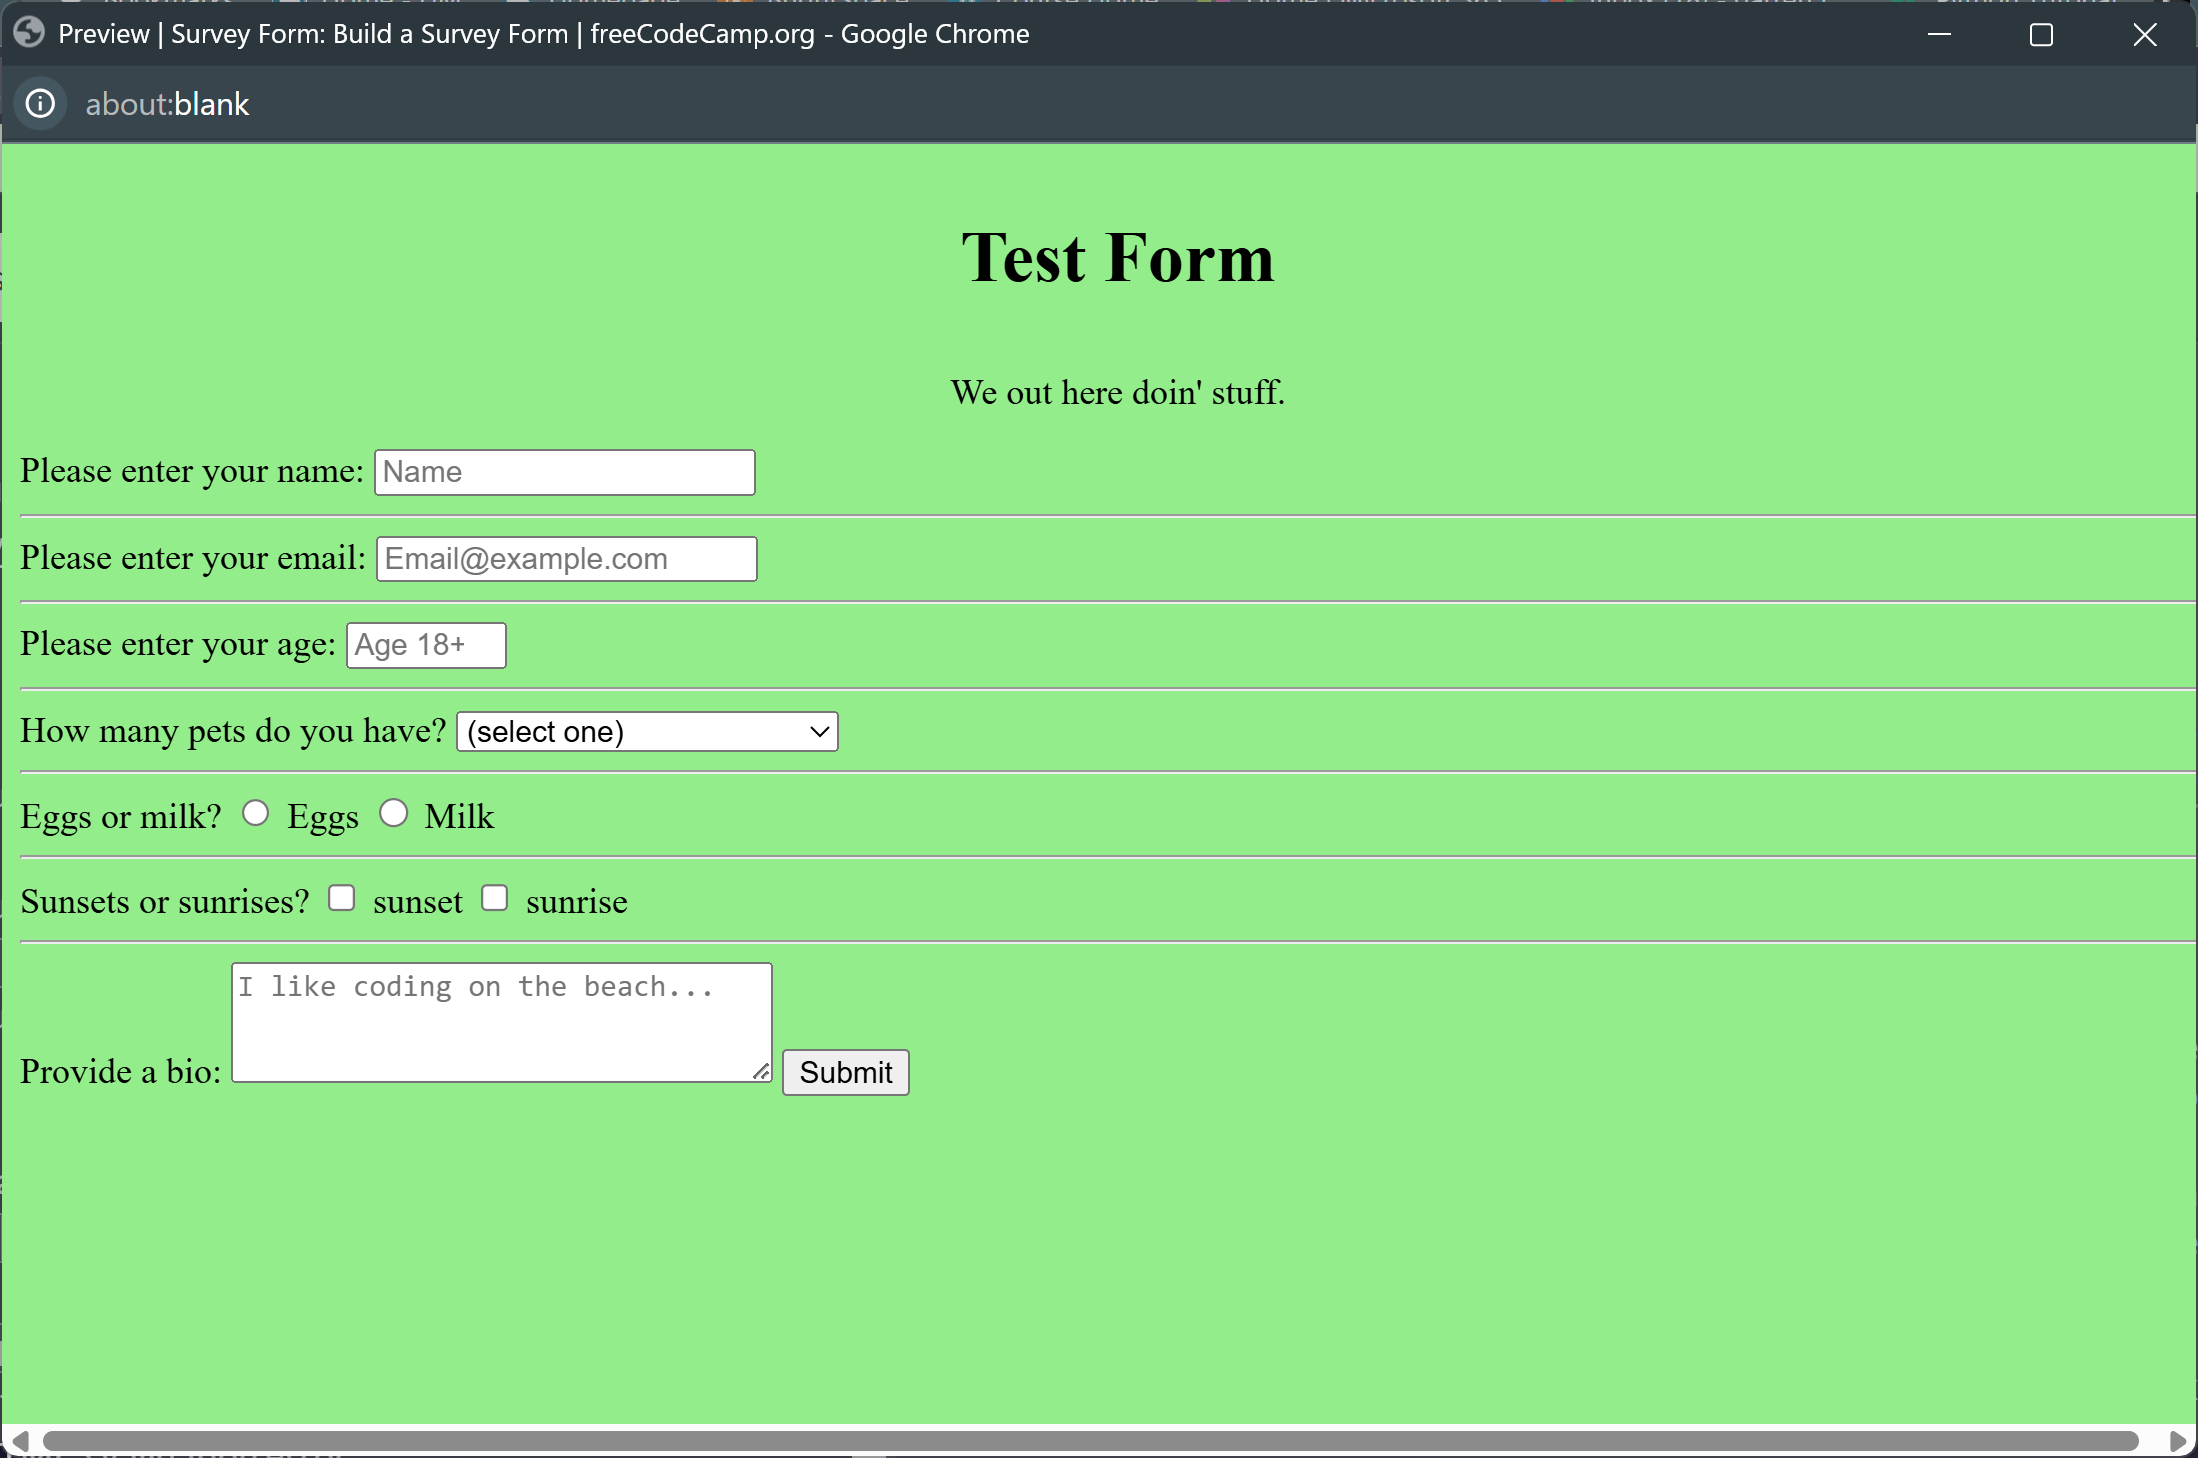 Preview | Survey Form: Build a Survey Form | freeCodeCamp.org - Google Chrome
about:blank
Test Form
We out here doin' stuff.
Please enter your name: Name
Please enter your email: Email@example.com
Please enter your age: Age 18+
How many pets do you have? (select one)
Eggs or milk? Eggs Milk
Sunsets or sunrises? sunset sunrise
I like coding on the beach...
Provide a bio: Submit